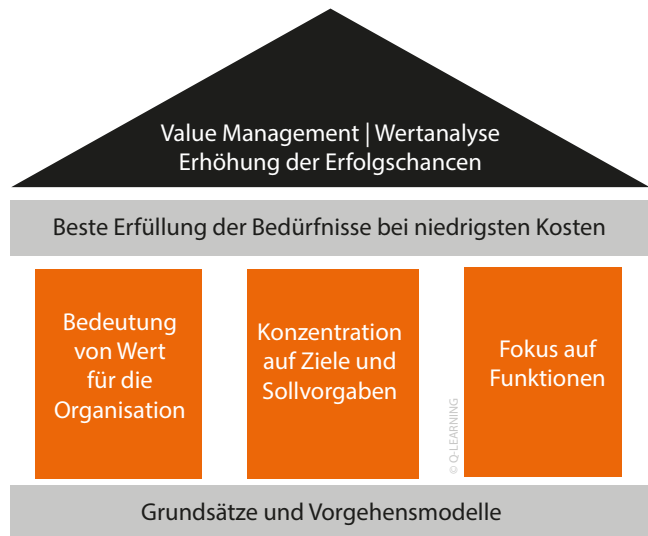 Value Management | Wertanalyse
Erhöhung der Erfolgschancen
Beste Erfüllung der Bedürfnisse bei niedrigsten Kosten
Bedeutung
von Wert
für die
Organisation
Konzentration
auf Ziele und
Sollvorgaben
Fokus auf
Funktionen
© Q-LEARNING
Grundsätze und Vorgehensmodelle